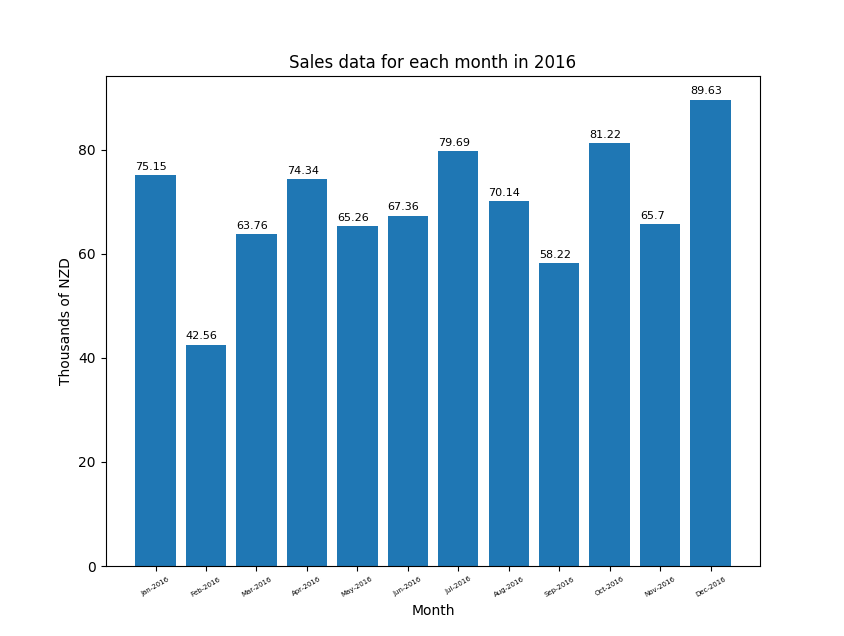 Sales data for each month in 2016
Thousands of NZD
80
60
40
20
0
75.15
42.56
63.76
74.34
65.26
67.36
79.69
70.14
58.22
81.22
65.7
89.63
Jan-2016
Feb-2016
Mar-2016
Apr-2016
May-2016
Jun-2016
Jul-2016
Aug-2016
Sep-2016
Oct-2016
Nov-2016
Dec-2016
Month